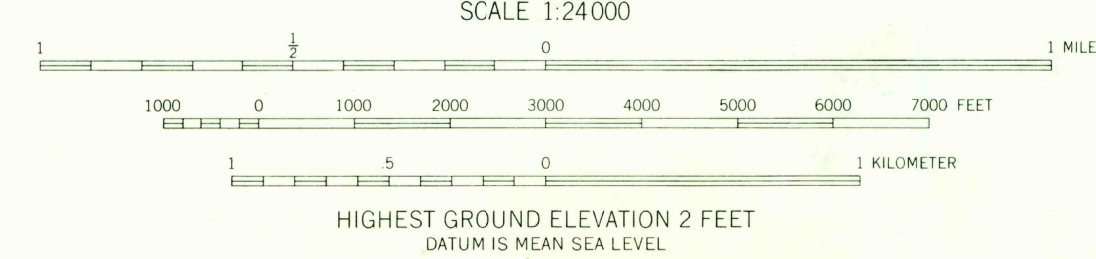 SCALE 1:24000
1 1/2 0 1 MILE
1000 0 1000 2000 3000 4000 5000 6000 7000 FEET
1 .5 0 1 KILOMETER
HIGHEST GROUND ELEVATION 2 FEET
DATUM IS MEAN SEA LEVEL